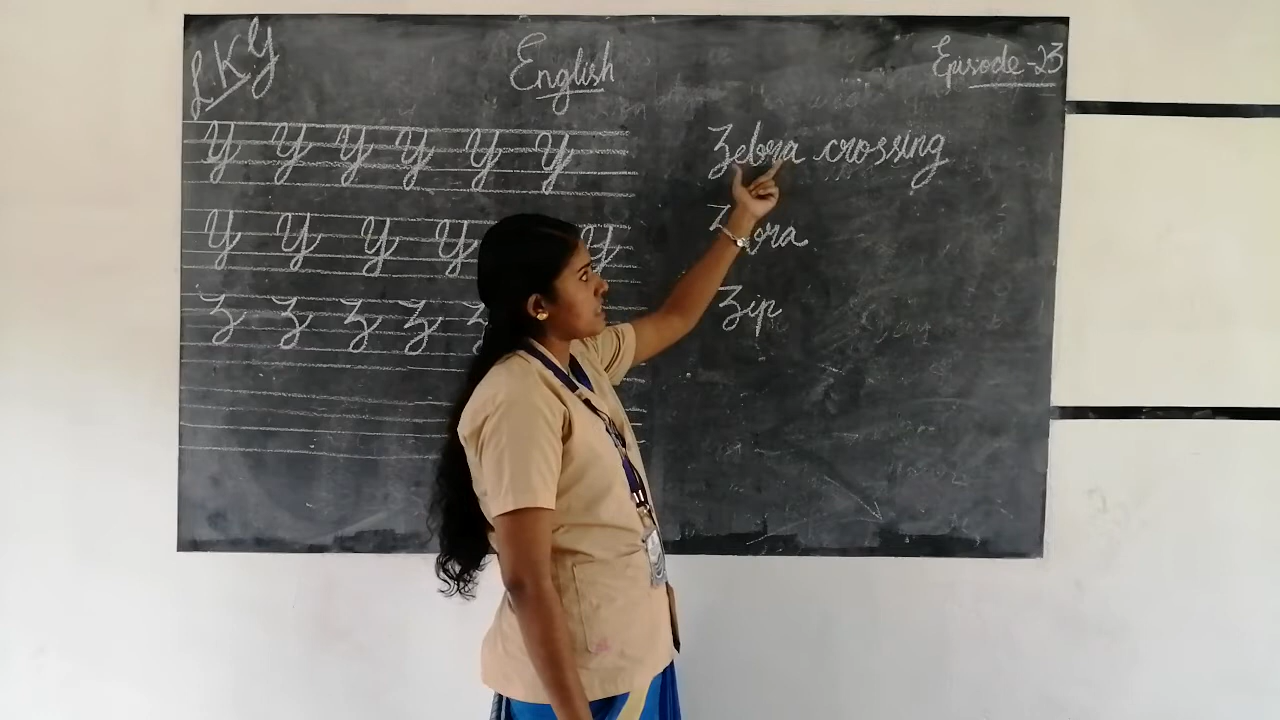 LKG
English
Episode-23
y y y y y y
y y y y y
z z z z z
Zebra crossing
Zip